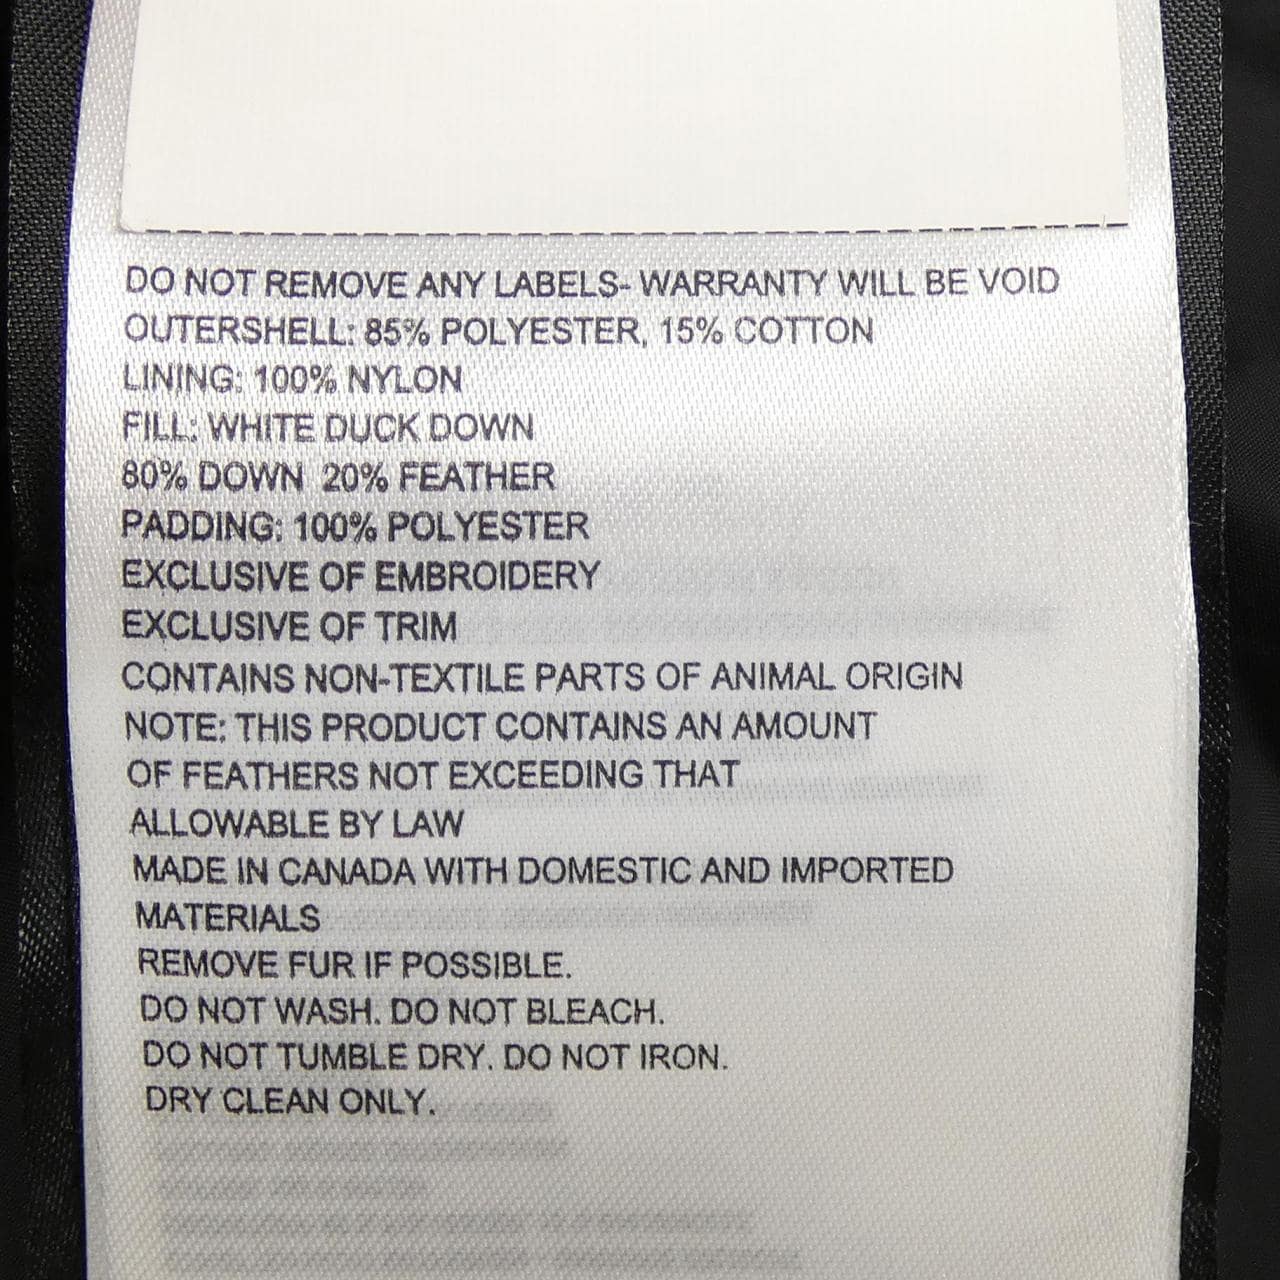 DO NOT REMOVE ANY LABELS- WARRANTY WILL BE VOID
OUTERSHELL: 85% POLYESTER, 15% COTTON
LINING: 100% NYLON
FILL: WHITE DUCK DOWN
80% DOWN 20% FEATHER
PADDING: 100% POLYESTER
EXCLUSIVE OF EMBROIDERY
EXCLUSIVE OF TRIM
CONTAINS NON-TEXTILE PARTS OF ANIMAL ORIGIN
NOTE: THIS PRODUCT CONTAINS AN AMOUNT
OF FEATHERS NOT EXCEEDING THAT
ALLOWABLE BY LAW
MADE IN CANADA WITH DOMESTIC AND IMPORTED
MATERIALS
REMOVE FUR IF POSSIBLE.
DO NOT WASH. DO NOT BLEACH.
DO NOT TUMBLE DRY. DO NOT IRON.
DRY CLEAN ONLY.